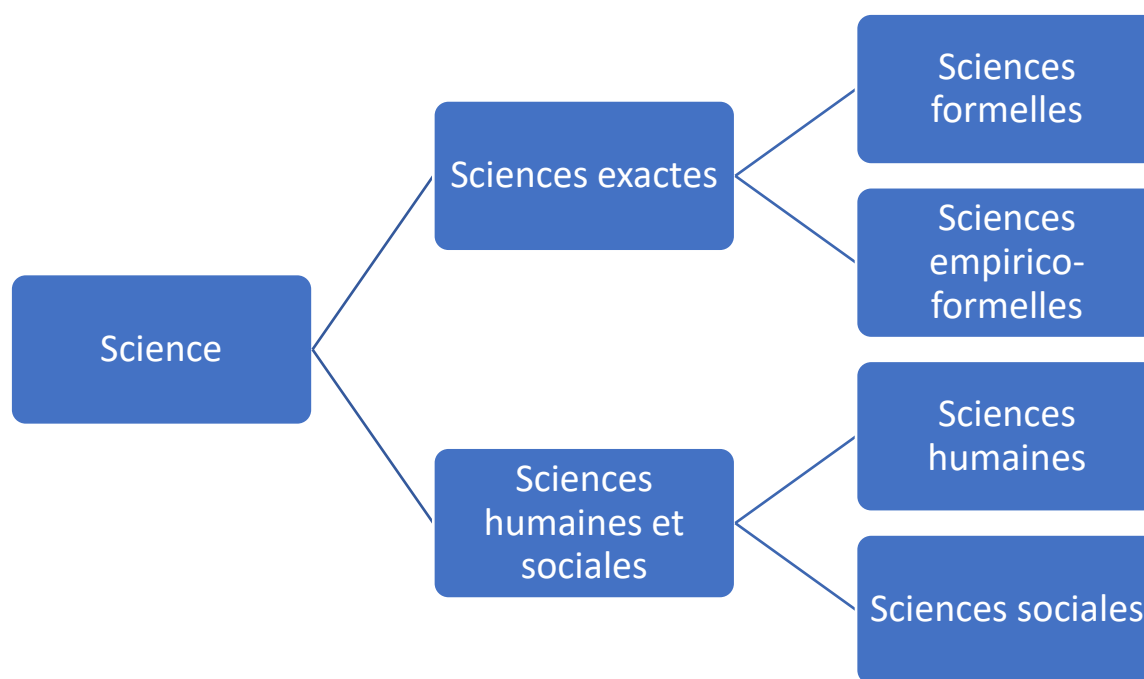 Science
Sciences exactes
Sciences
formelles
Sciences
empirico-
formelles
Sciences
humaines et
sociales
Sciences
humaines
Sciences sociales